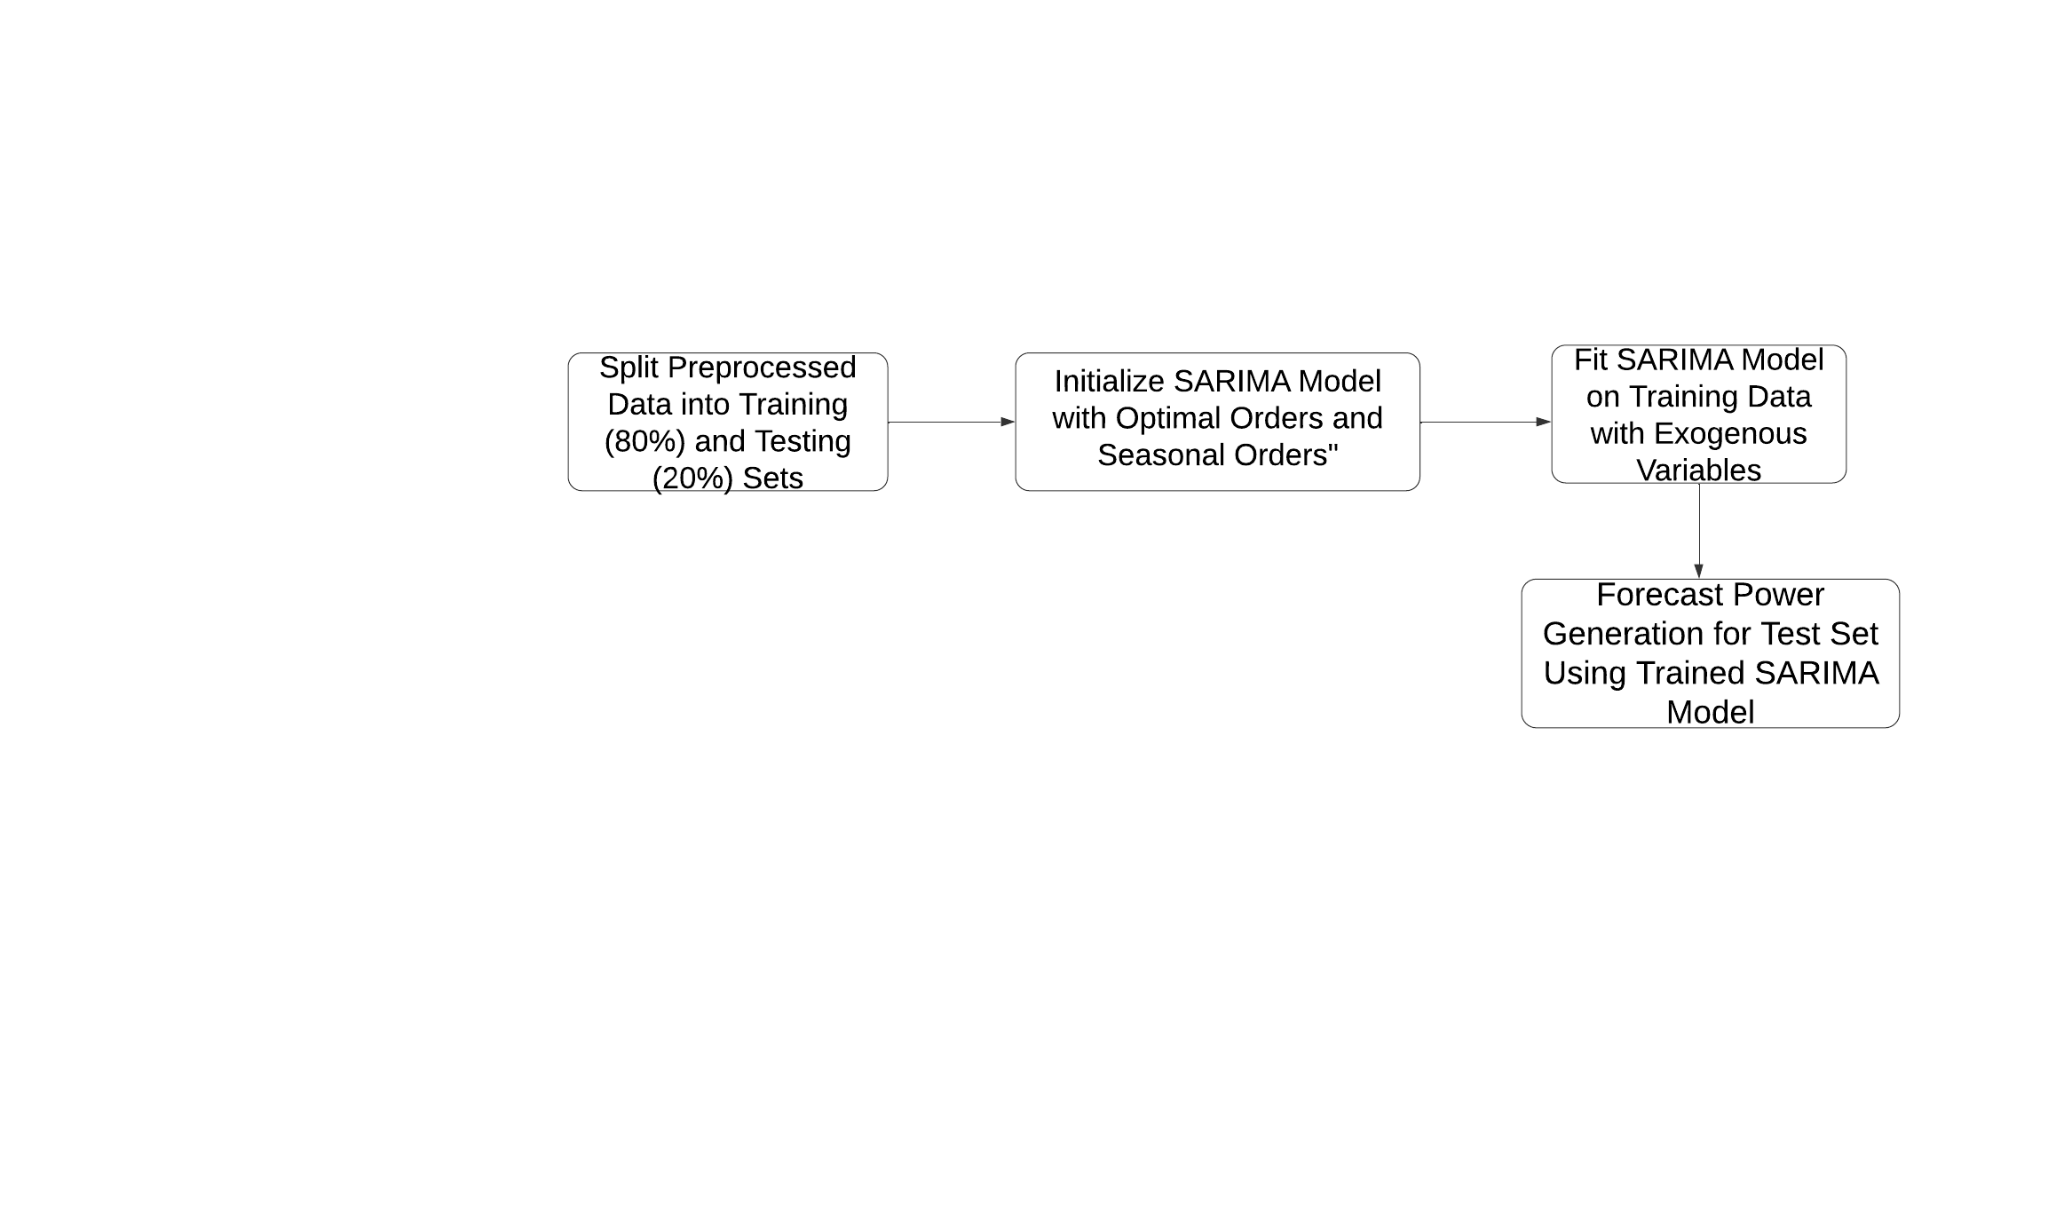 Split Preprocessed
Data into Training
(80%) and Testing
(20%) Sets
Initialize SARIMA Model
with Optimal Orders and
Seasonal Orders"
Fit SARIMA Model
on Training Data
with Exogenous
Variables
Forecast Power
Generation for Test Set
Using Trained SARIMA
Model